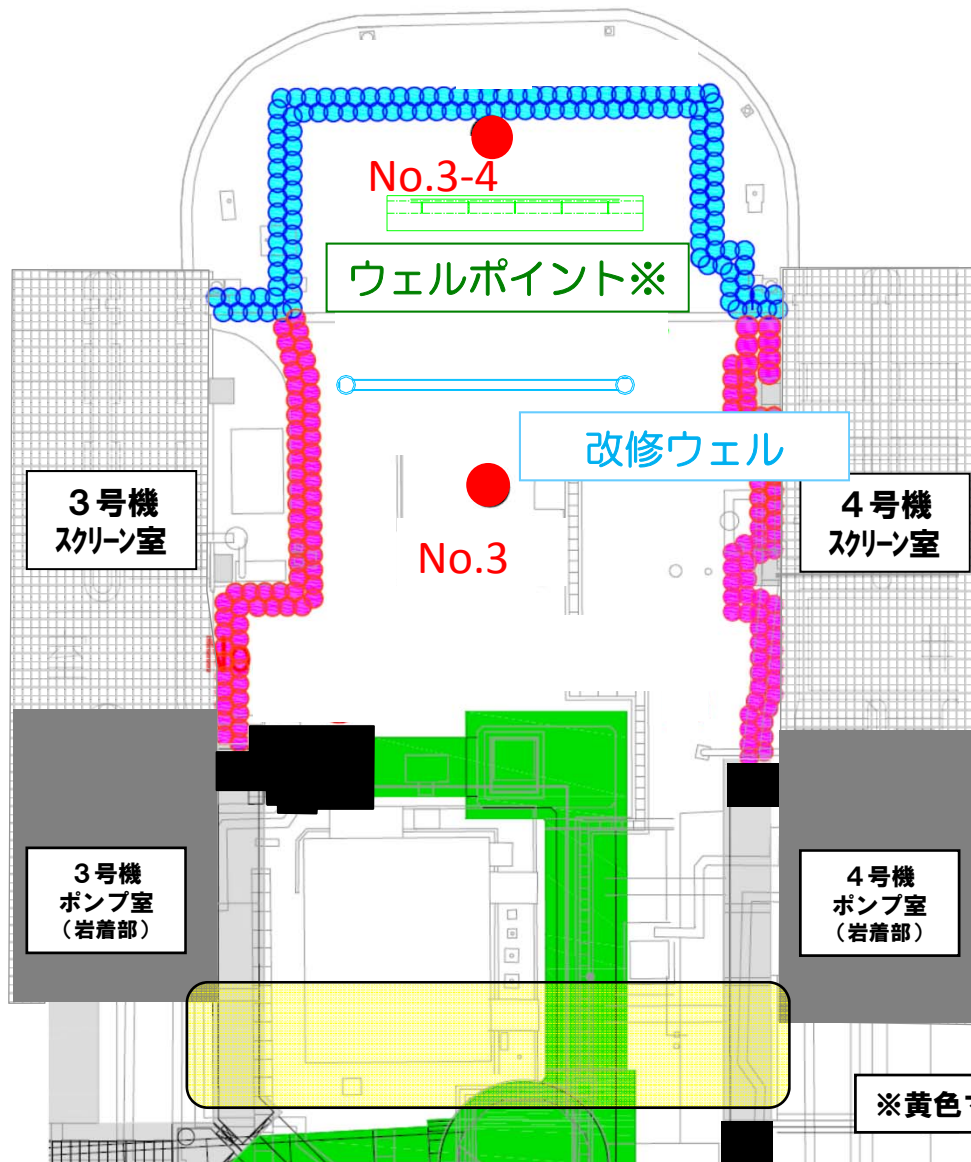 No.3-4
ウェルポイント※
改修ウェル
3号機
スクリーン室
No.3
4号機
スクリーン室
3号機
ポンプ室
(岩着部)
4号機
ポンプ室
(岩着部)
※黄色